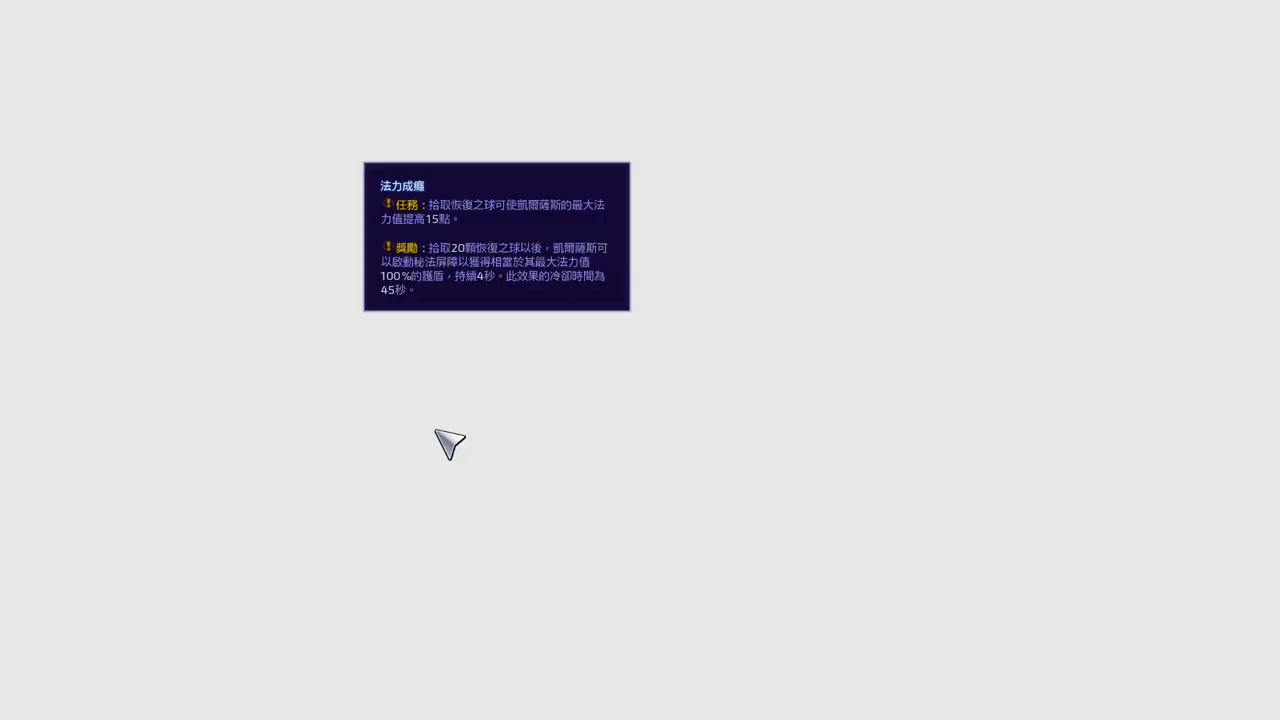 法力成癮
任務：拾取恢復之球可使凱爾薩斯的最大法
力值提高15點。
獎勵：拾取20顆恢復之球以後，凱爾薩斯可
以啟動秘法屏障以獲得相當於其最大法力值
100%的護盾，持續4秒。此效果的冷卻時間為
45秒。